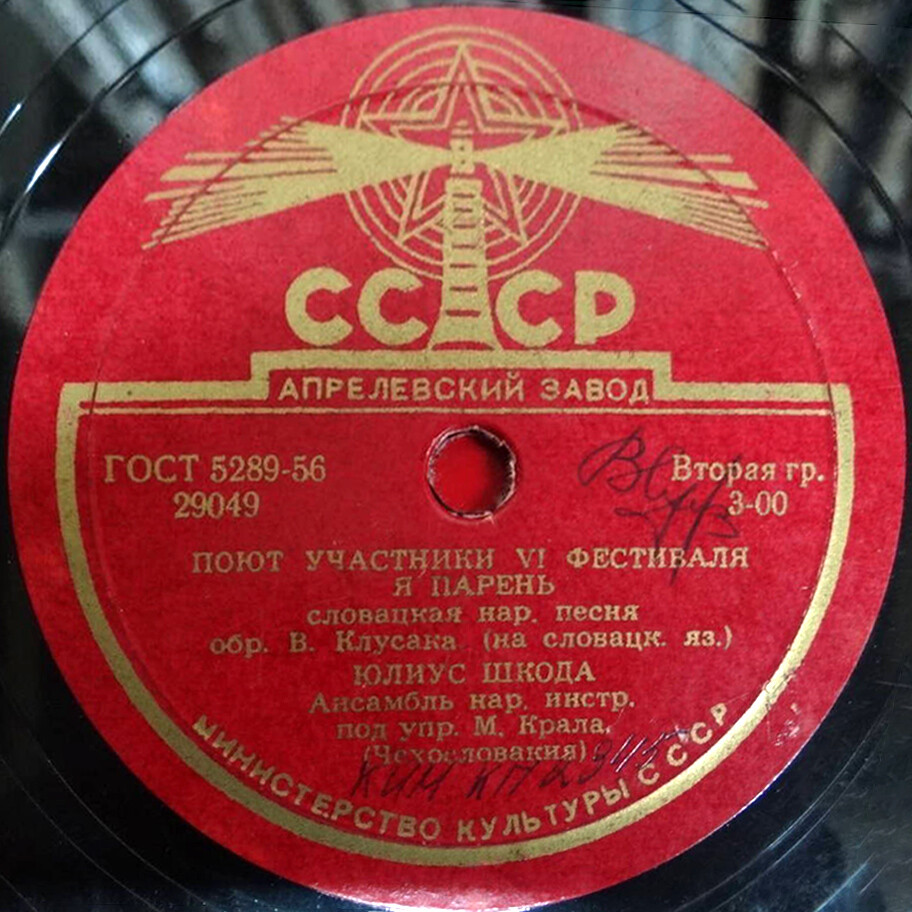 СССР
АПРЕЛЕВСКИЙ ЗАВОД
ГОСТ 5289-56
29049
Вторая гр.
3-00
ПОЮТ УЧАСТНИКИ VI ФЕСТИВАЛЯ
Я ПАРЕНЬ
словацкая нар. песня
обр. В. Клусака (на словацк. яз.)
ЮЛИУС ШКОДА
Ансамбль нар. инстр.
под упр. М. Крала,
(Чехословакия)
МИНИСТЕРСТВО КУЛЬТУРЫ СССР